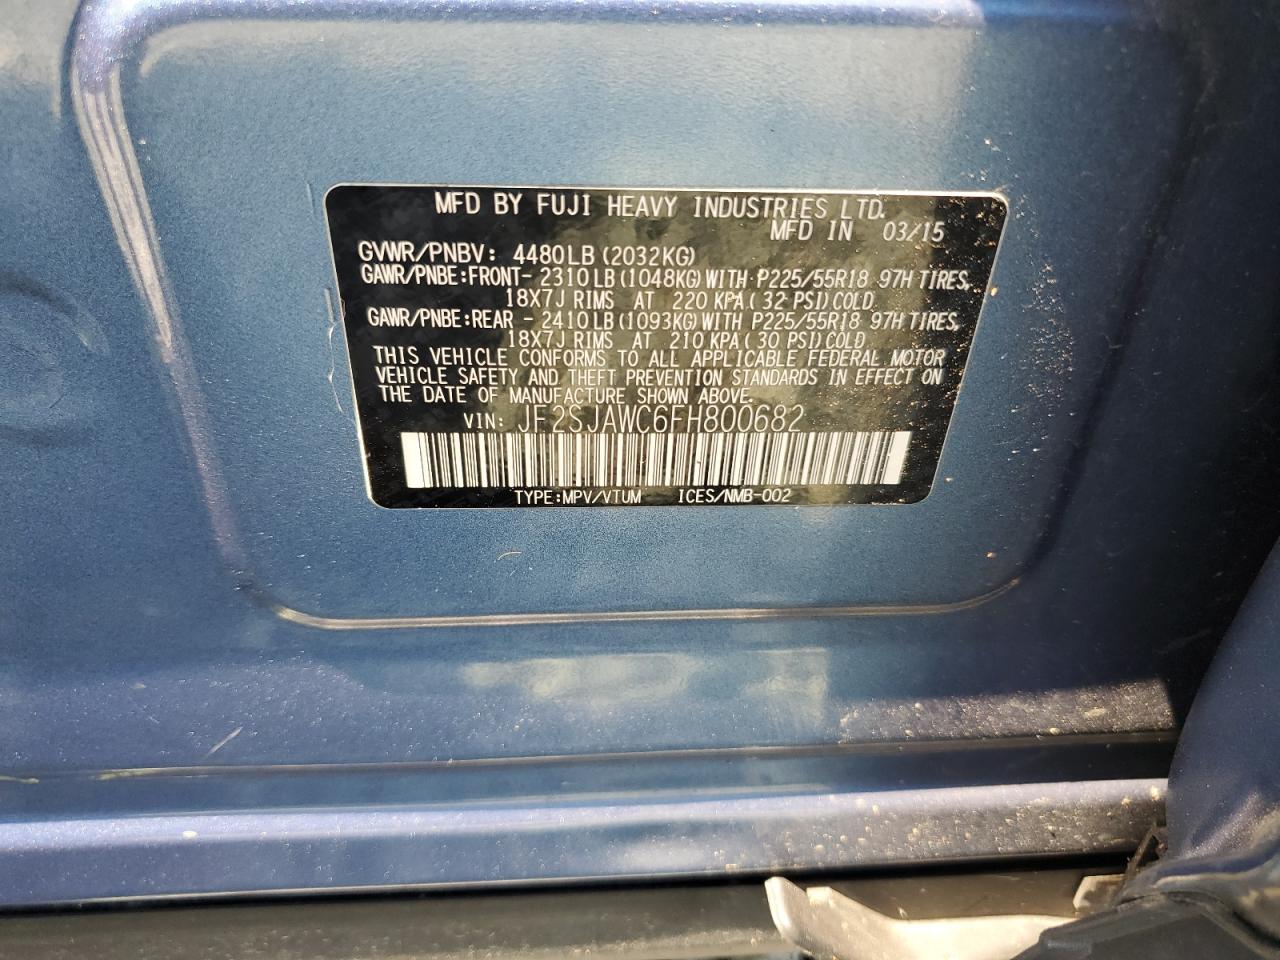 MFD BY FUJI HEAVY INDUSTRIES LTD.
MFD IN 03/15
GVWR/PNBV: 4480LB (2032KG)
GAWR/PNBE:FRONT- 2310LB (1048KG) WITH P225/55R18 97H TIRES,
18X7J RIMS AT 220 KPA ( 32 PSI) COLD
GAWR/PNBE:REAR - 2410LB (1093KG) WITH P225/55R18 97H TIRES,
18X7J RIMS AT 210 KPA ( 30 PSI) COLD
THIS VEHICLE CONFORMS TO ALL APPLICABLE FEDERAL MOTOR
VEHICLE SAFETY AND THEFT PREVENTION STANDARDS IN EFFECT ON
THE DATE OF MANUFACTURE SHOWN ABOVE.
VIN: JF2SJAWC6FH800682
TYPE:MPV/VTUM ICES/NMB-002